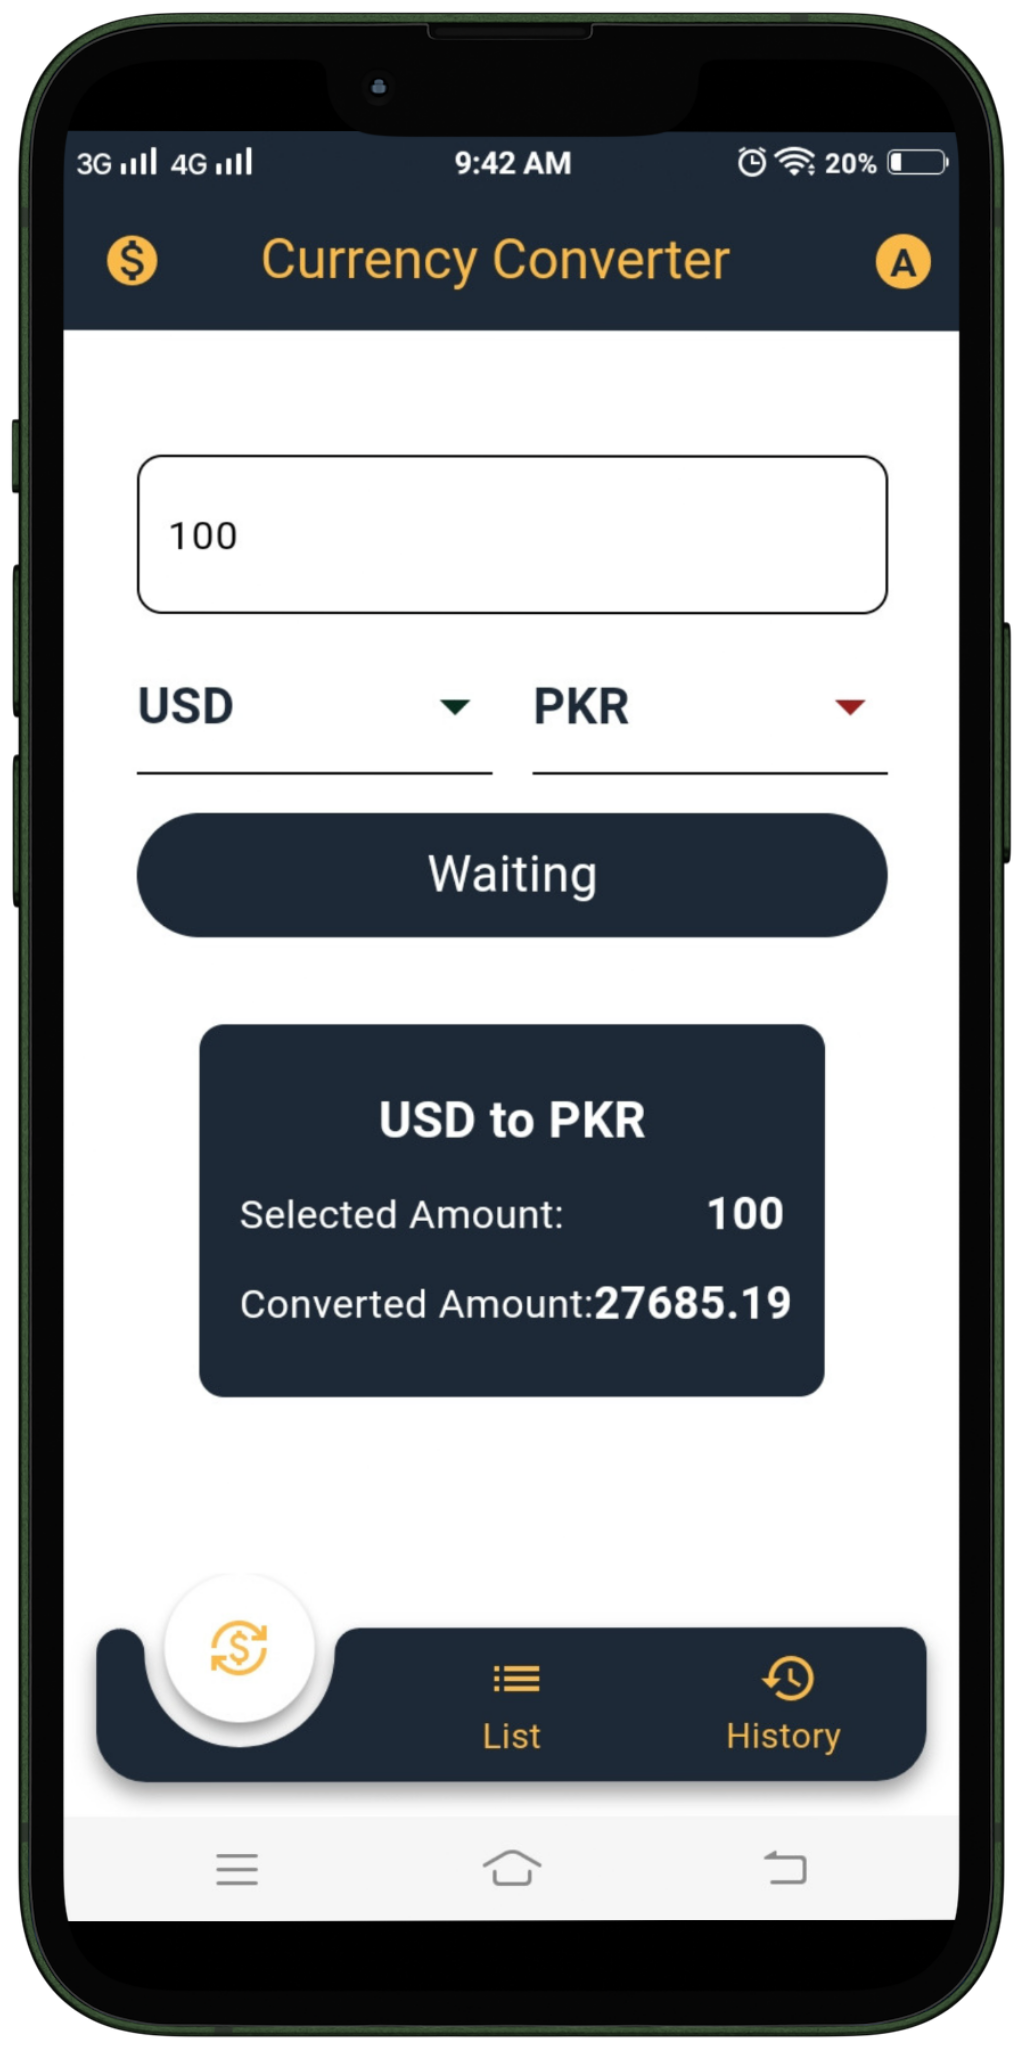 3G 4G 9:42 AM 20%
$ Currency Converter A
100
USD PKR
Waiting
USD to PKR
Selected Amount: 100
Converted Amount:27685.19
$
List History